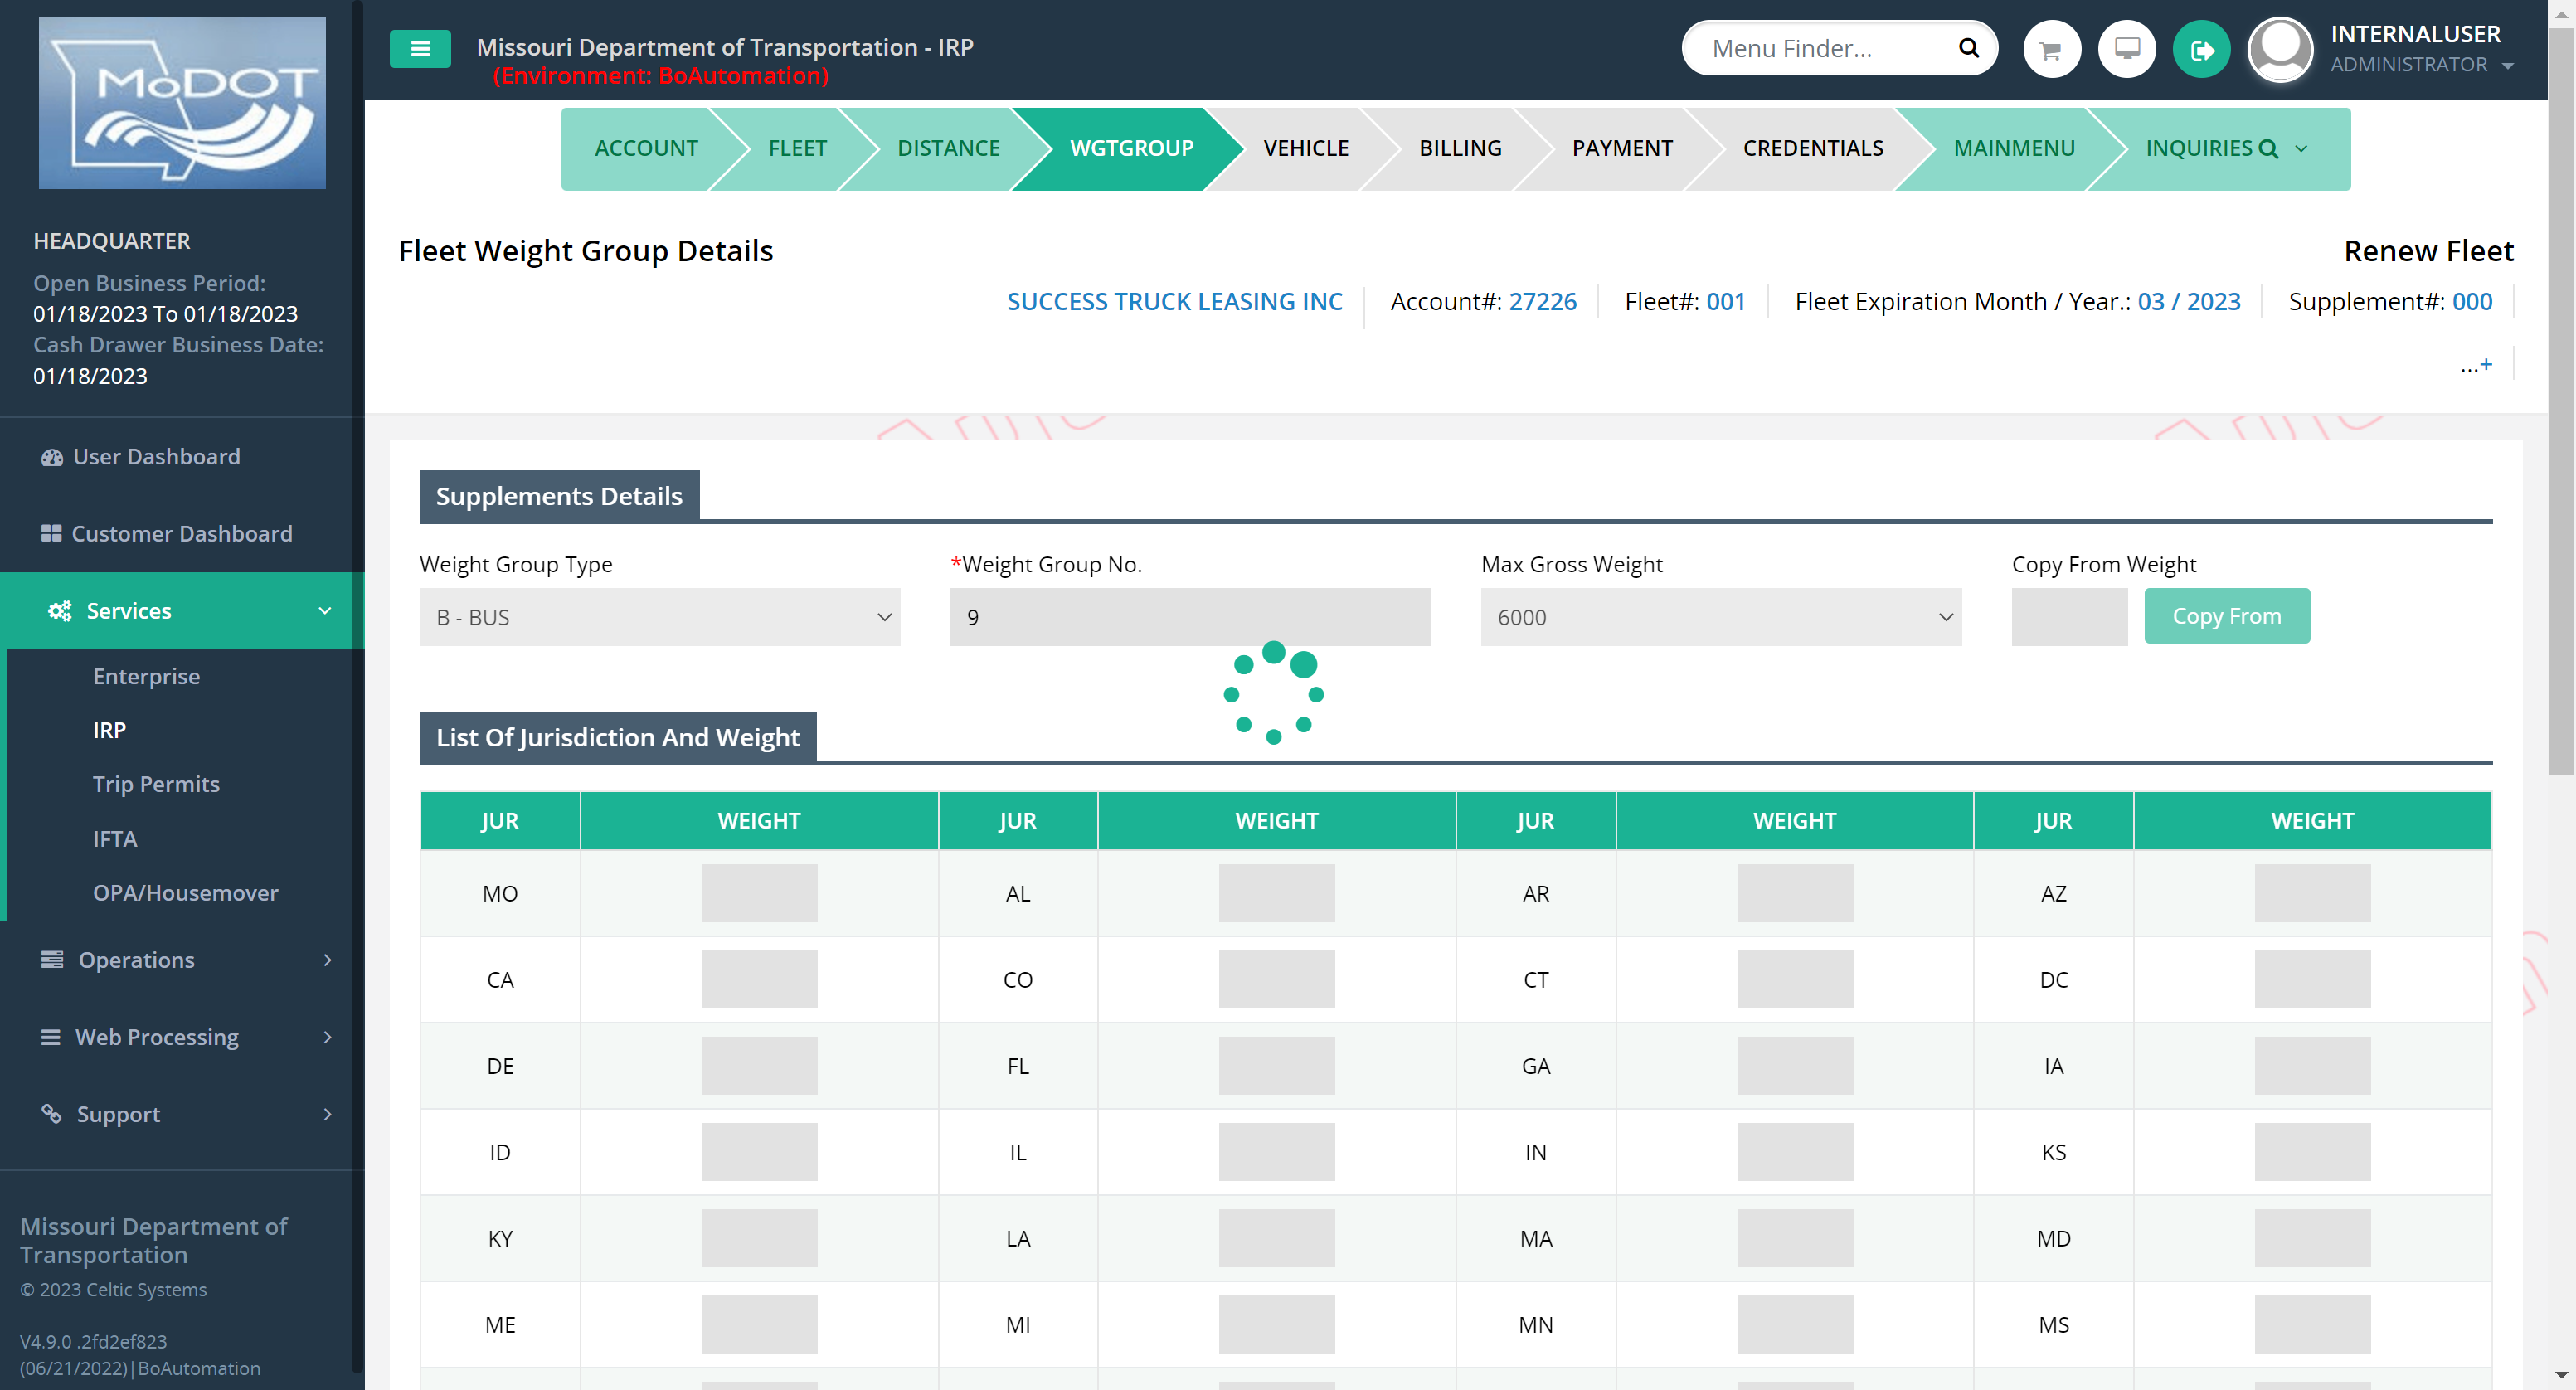 MoDOT
Missouri Department of Transportation - IRP
(Environment: BoAutomation)
Menu Finder...
INTERNALUSER
ADMINISTRATOR
ACCOUNT
FLEET
DISTANCE
WGTGROUP
VEHICLE
BILLING
PAYMENT
CREDENTIALS
MAINMENU
INQUIRIES
HEADQUARTER
Open Business Period:
01/18/2023 To 01/18/2023
Cash Drawer Business Date:
01/18/2023
User Dashboard
Customer Dashboard
Services
Enterprise
IRP
Trip Permits
IFTA
OPA/Housemover
Operations
Web Processing
Support
Missouri Department of
Transportation
© 2023 Celtic Systems
V4.9.0 .2fd2ef823
(06/21/2022)|BoAutomation
Fleet Weight Group Details
Renew Fleet
SUCCESS TRUCK LEASING INC
Account#: 27226
Fleet#: 001
Fleet Expiration Month / Year.: 03 / 2023
Supplement#: 000
...+
Supplements Details
Weight Group Type
*Weight Group No.
Max Gross Weight
Copy From Weight
B - BUS
9
6000
Copy From
List Of Jurisdiction And Weight
JUR WEIGHT JUR WEIGHT JUR WEIGHT JUR WEIGHT
MO AL AR AZ
CA CO CT DC
DE FL GA IA
ID IL IN KS
KY LA MA MD
ME MI MN MS